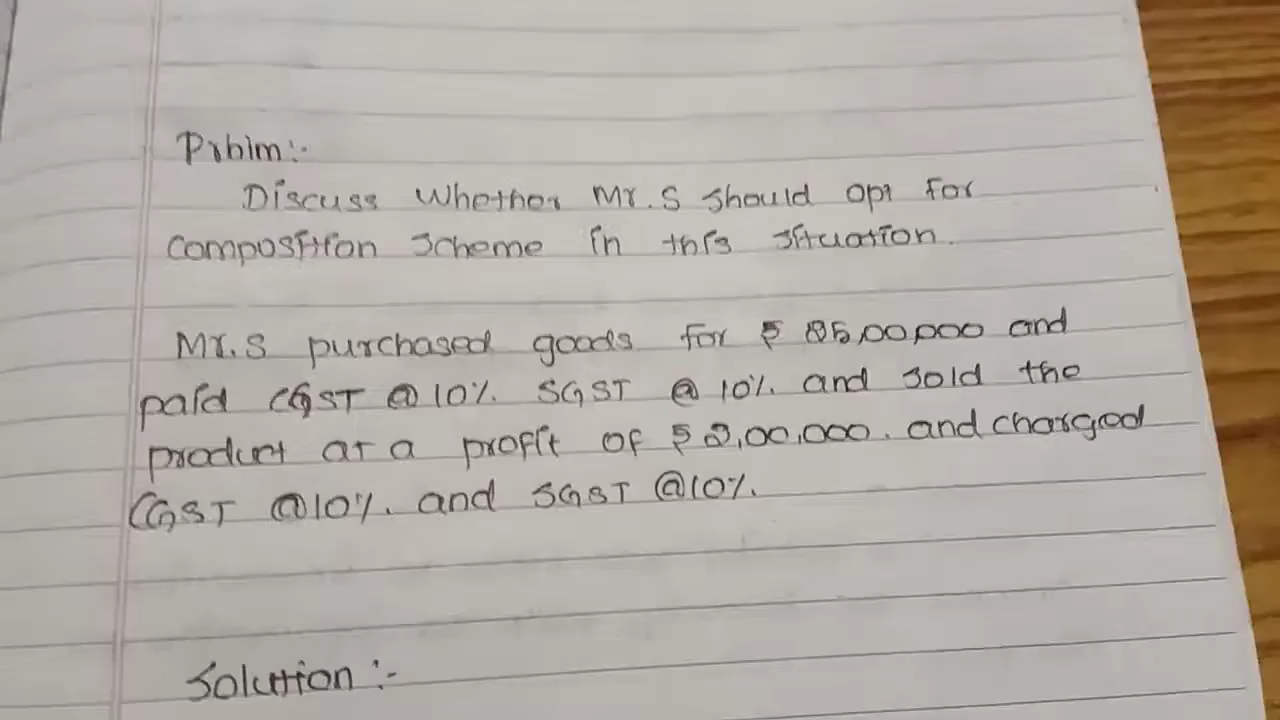 Prblm:-
Discuss Whether Mr.S should opt for
composition scheme in this situation.
Mr.S purchased goods for ₹ 25,00,000 and
paid CGST @10% SGST @ 10% and sold the
product at a profit of ₹ 2,00,000. and charged
CGST @10%. and SGST @10%.
Solution :-